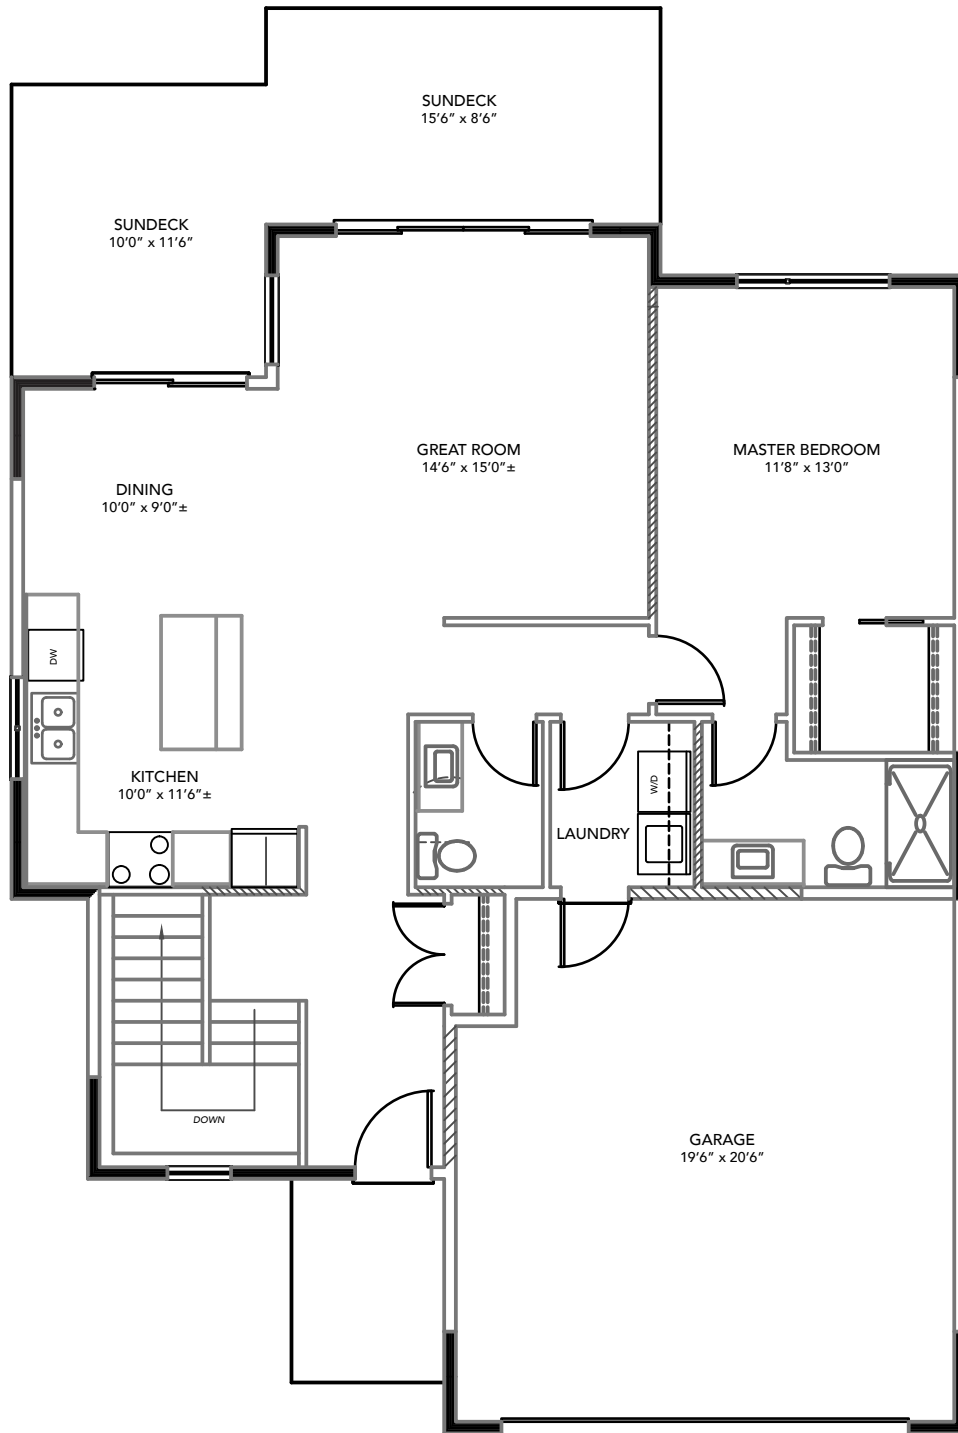 SUNDECK
15'6" x 8'6"
SUNDECK
10'0" x 11'6"
GREAT ROOM
14'6" x 15'0"±
MASTER BEDROOM
11'8" x 13'0"
DINING
10'0" x 9'0"±
DW
KITCHEN
10'0" x 11'6"±
W/D
LAUNDRY
DOWN
GARAGE
19'6" x 20'6"